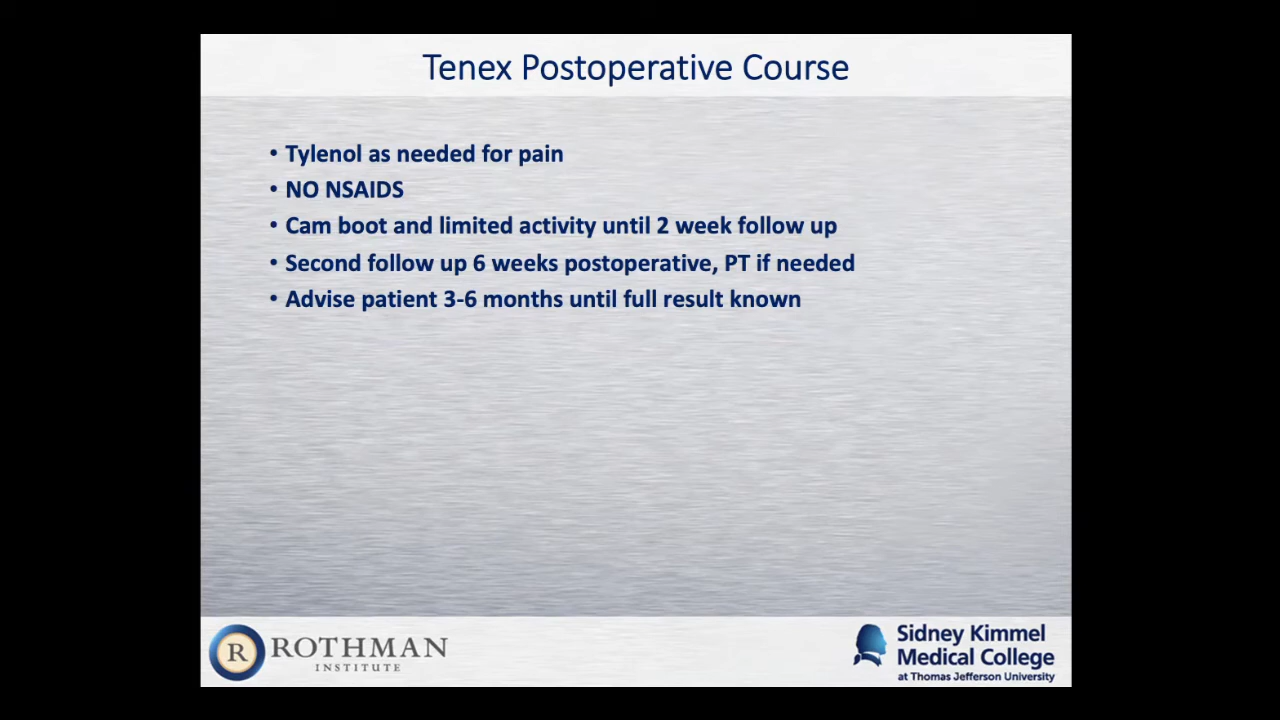 Tenex Postoperative Course
• Tylenol as needed for pain
• NO NSAIDS
• Cam boot and limited activity until 2 week follow up
• Second follow up 6 weeks postoperative, PT if needed
• Advise patient 3-6 months until full result known
R ROTHMAN
INSTITUTE
Sidney Kimmel
Medical College
at Thomas Jefferson University